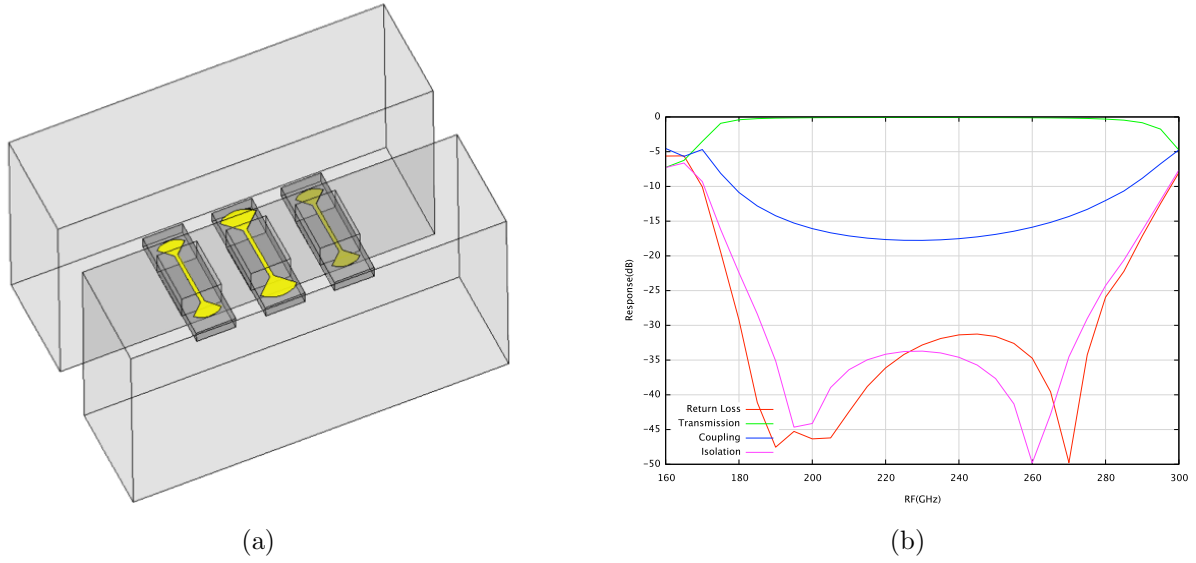 0
−5
−10
−15
−20
−25
−30
−35
−40
−45
−50
Response(dB)
Return Loss
Transmission
Coupling
Isolation
160 180 200 220 240 260 280 300
RF(GHz)
(a) (b)